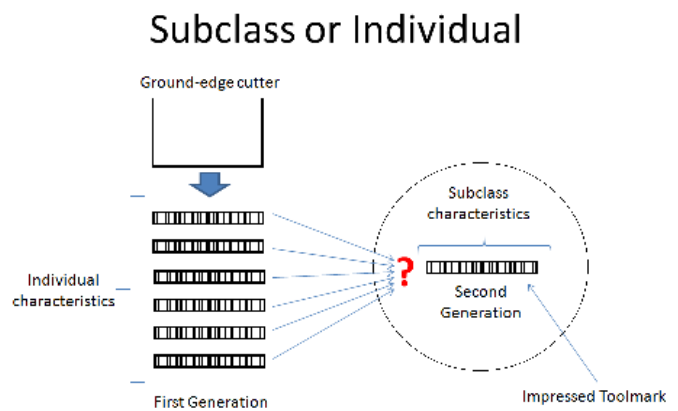 Subclass or Individual
Ground-edge cutter
Subclass
characteristics
?
Individual
characteristics
Second
Generation
First Generation
Impressed Toolmark